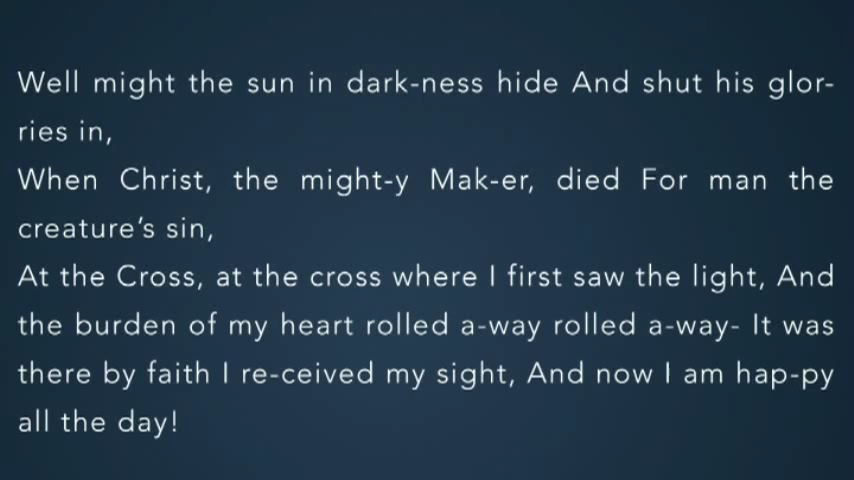 Well might the sun in dark-ness hide And shut his glor-
ries in,
When Christ, the might-y Mak-er, died For man the
creature’s sin,
At the Cross, at the cross where I first saw the light, And
the burden of my heart rolled a-way rolled a-way- It was
there by faith I re-ceived my sight, And now I am hap-py
all the day!